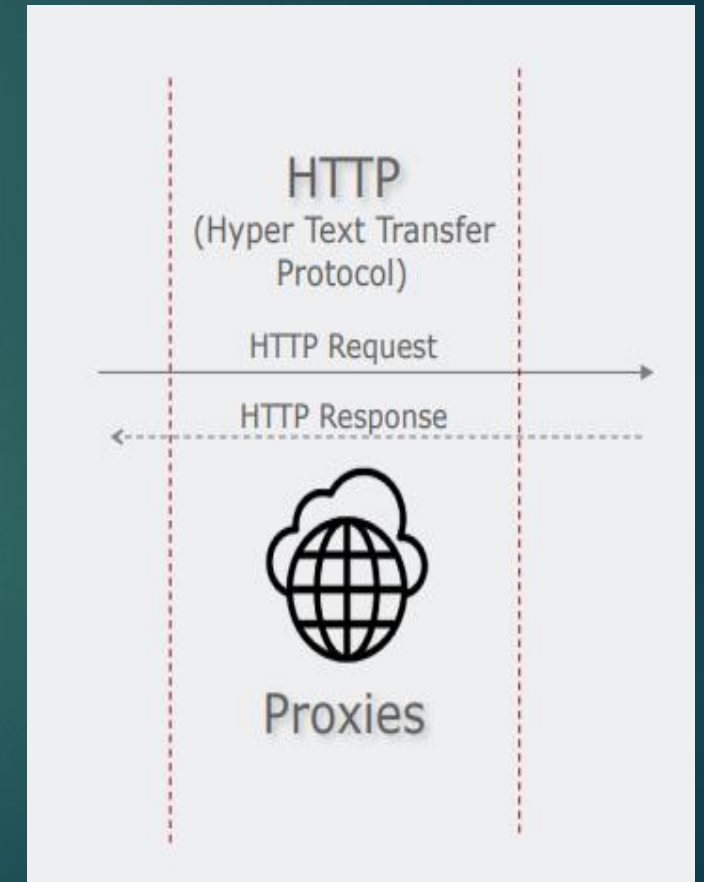 HTTP
(Hyper Text Transfer
Protocol)
HTTP Request
HTTP Response
Proxies